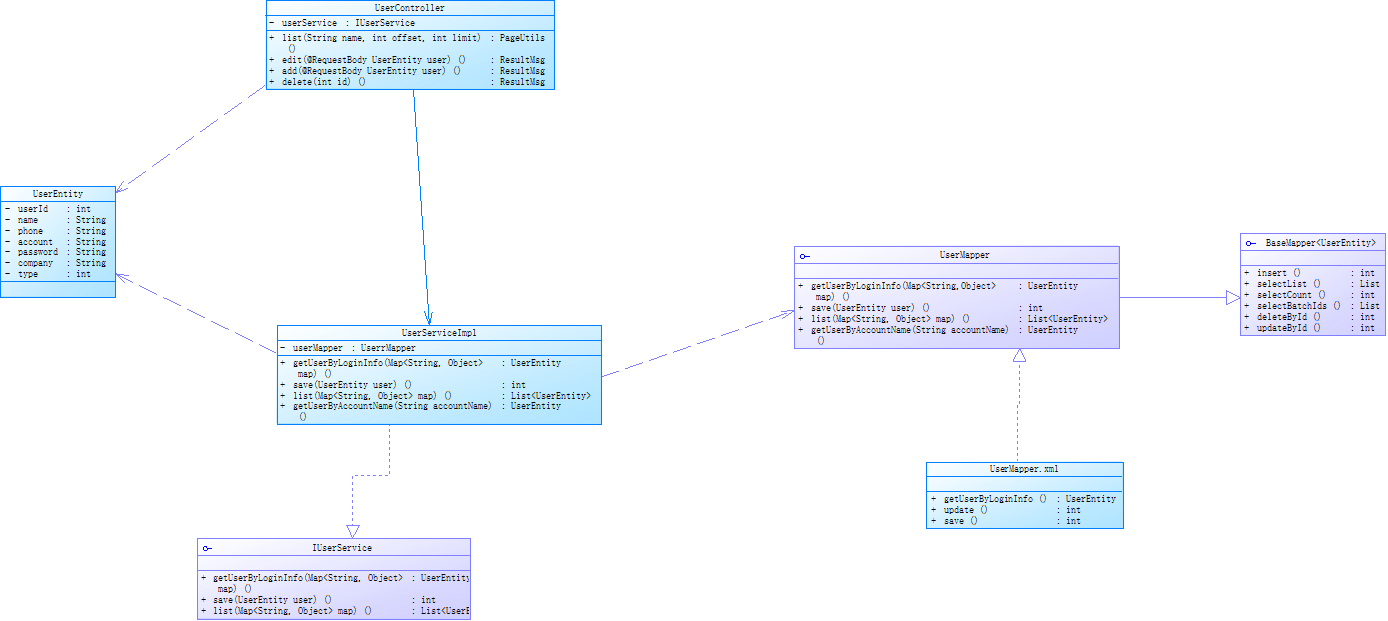 UserController
- userService : IUserService
+ list(String name, int offset, int limit) : PageUtils
()
+ edit(@RequestBody UserEntity user) () : ResultMsg
+ add(@RequestBody UserEntity user) () : ResultMsg
+ delete(int id) () : ResultMsg
UserEntity
- userId : int
- name : String
- phone : String
- account : String
- password : String
- company : String
- type : int
UserServiceImpl
- userMapper : UserrMapper
+ getUserByLoginInfo(Map<String, Object> : UserEntity
map) ()
+ save(UserEntity user) () : int
+ list(Map<String, Object> map) () : List<UserEntity>
+ getUserByAccountName(String accountName) : UserEntity
()
UserMapper
+ getUserByLoginInfo(Map<String,Object> : UserEntity
map) ()
+ save(UserEntity user) () : int
+ list(Map<String, Object> map) () : List<UserEntity>
+ getUserByAccountName(String accountName) : UserEntity
()
BaseMapper<UserEntity>
+ insert () : int
+ selectList () : List
+ selectCount () : int
+ selectBatchIds () : List
+ deleteById () : int
+ updateById () : int
UserMapper.xml
+ getUserByLoginInfo () : UserEntity
+ update () : int
+ save () : int
IUserService
+ getUserByLoginInfo(Map<String, Object> : UserEntity
map) ()
+ save(UserEntity user) () : int
+ list(Map<String, Object> map) () : List<UserE